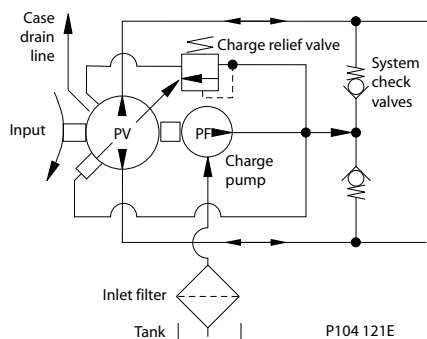 Case
drain
line
Charge relief valve
System
check
valves
Input
PV
PF
Charge
pump
Inlet filter
Tank
P104 121E